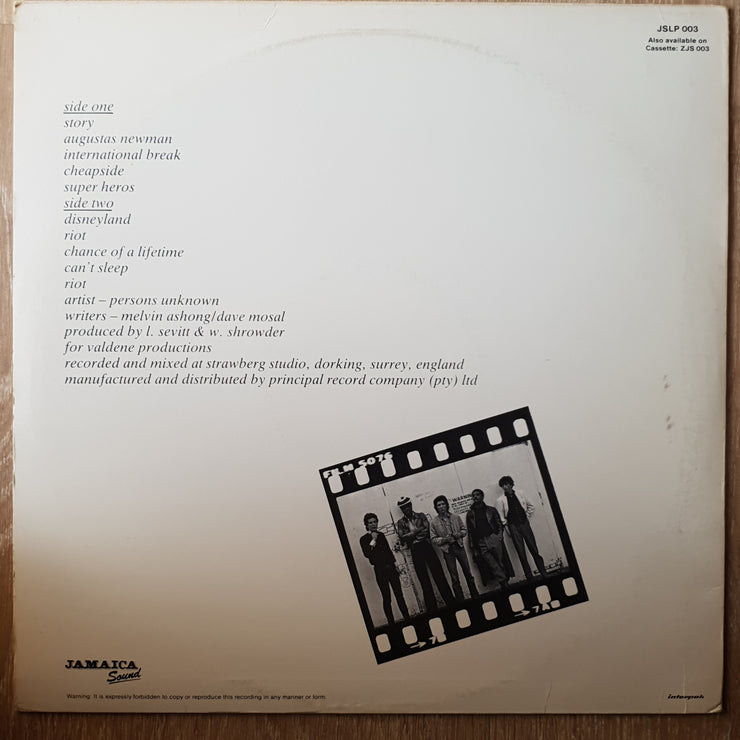 JSLP 003
Also available on
Cassette: ZJS 003
side one
story
augustas newman
international break
cheapside
super heros
side two
disneyland
riot
chance of a lifetime
can't sleep
riot
artist – persons unknown
writers – melvin ashong/dave mosal
produced by l. sevitt & w. shrowder
for valdene productions
recorded and mixed at strawberg studio, dorking, surrey, england
manufactured and distributed by principal record company (pty) ltd
FILM 5076
WARNING
JAMAICA
Sound
Warning: It is expressly forbidden to copy or reproduce this recording in any manner or form.
interpak